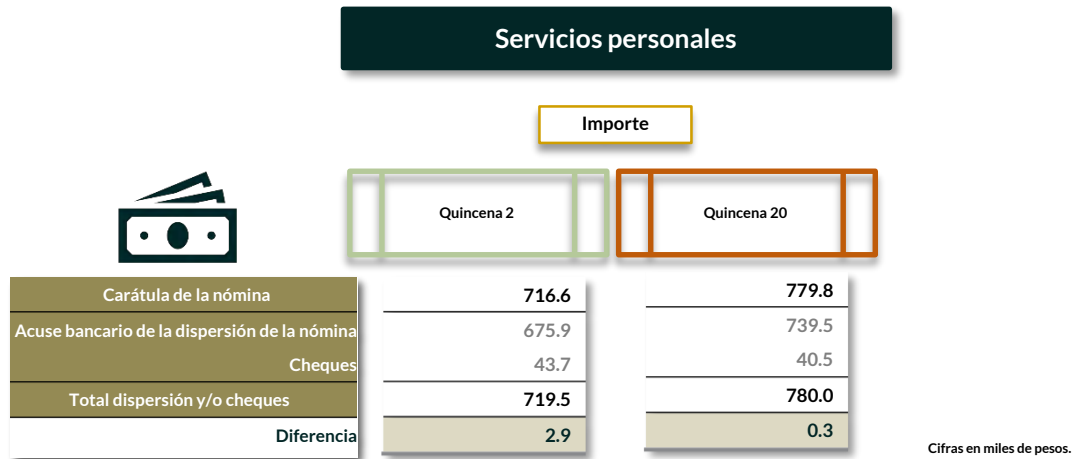 Servicios personales
Importe
Quincena 2 Quincena 20
Carátula de la nómina 716.6 779.8
Acuse bancario de la dispersión de la nómina 675.9 739.5
Cheques 43.7 40.5
Total dispersión y/o cheques 719.5 780.0
Diferencia 2.9 0.3
Cifras en miles de pesos.